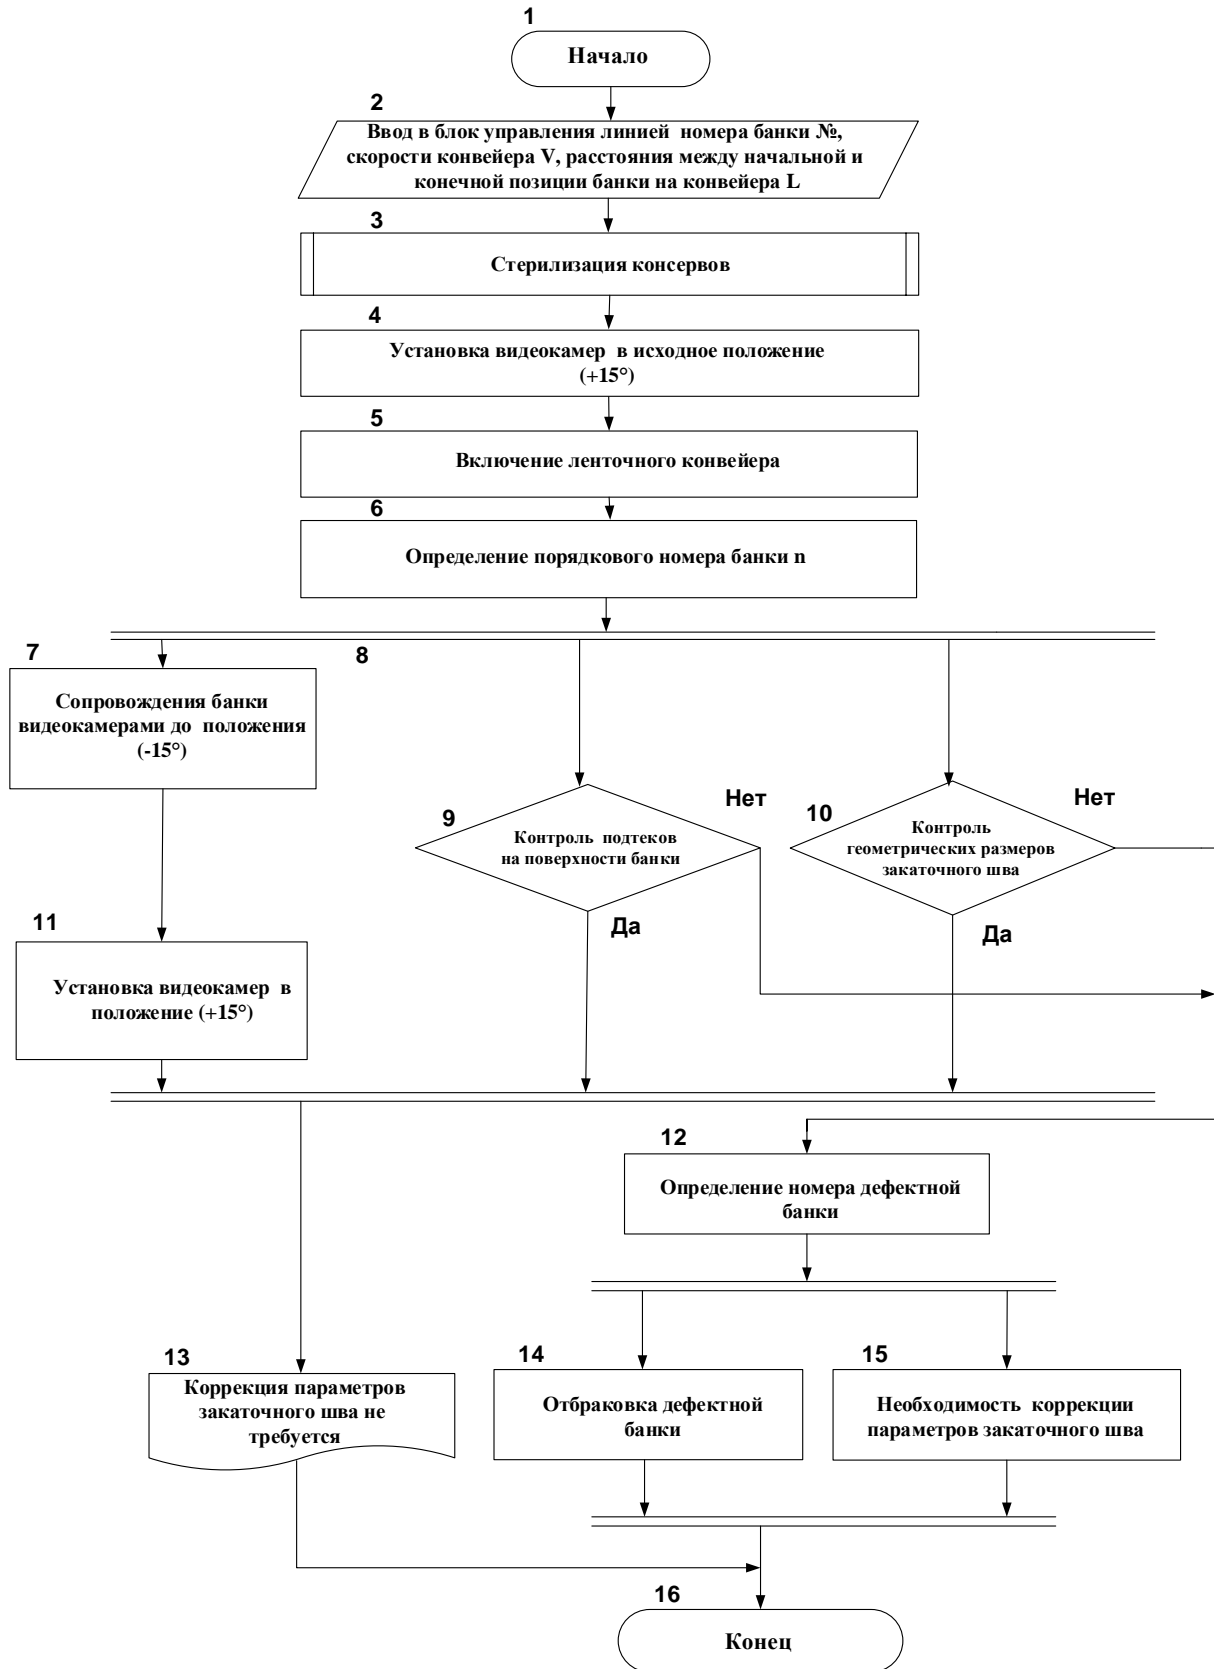 1
Начало
2
Ввод в блок управления линией номера банки №,
скорости конвейера V, расстояния между начальной и
конечной позиции банки на конвейера L
3
Стерилизация консервов
4
Установка видеокамер в исходное положение
(+15°)
5
Включение ленточного конвейера
6
Определение порядкового номера банки n
7
8
Сопровождения банки
видеокамерами до положения
(-15°)
9
Контроль подтеков
на поверхности банки
Нет
Да
10
Контроль
геометрических размеров
закаточного шва
Нет
Да
11
Установка видеокамер в
положение (+15°)
12
Определение номера дефектной
банки
13
Коррекция параметров
закаточного шва не
требуется
14
Отбраковка дефектной
банки
15
Необходимость коррекции
параметров закаточного шва
16
Конец